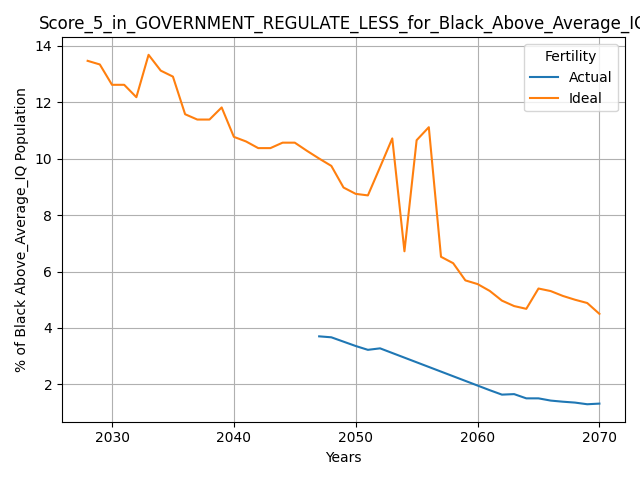 Score_5_in_GOVERNMENT_REGULATE_LESS_for_Black_Above_Average_IQ
Fertility
Actual
Ideal
% of Black Above_Average_IQ Population
14
12
10
8
6
4
2
2030 2040 2050 2060 2070
Years